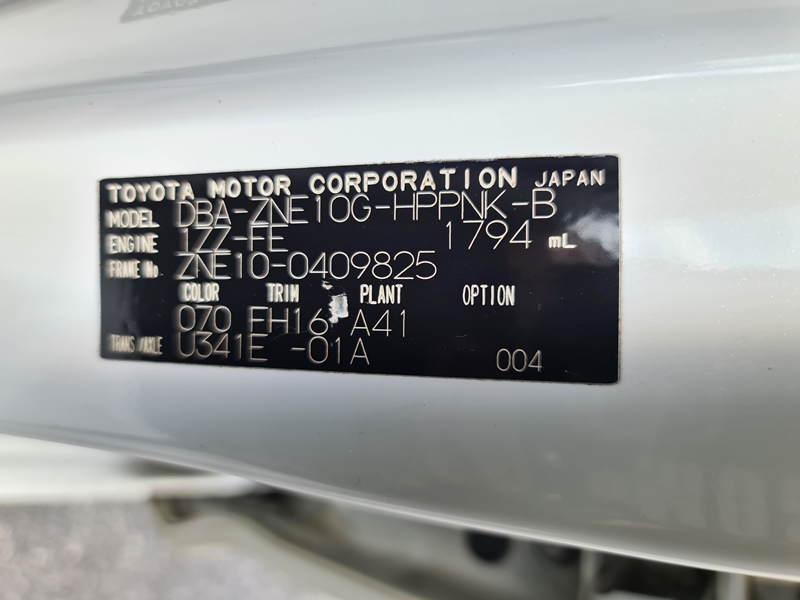 TOYOTA MOTOR CORPORATION JAPAN
MODEL DBA-ZNE10G-HPPNK-B
ENGINE 1ZZ-FE 1794 mL
FRAME No. ZNE10-0409825
COLOR TRIM PLANT OPTION
070 FH16 A41
TRANS/AXLE U341E -01A 004